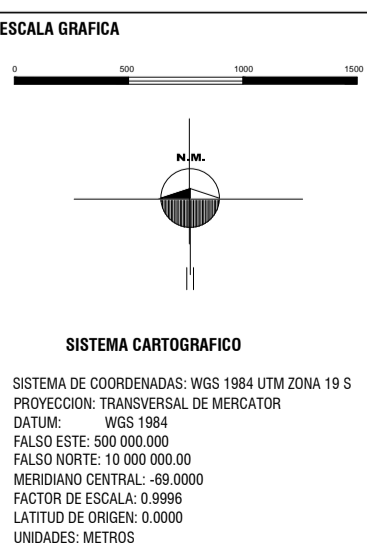 ESCALA GRAFICA
0 500 1000 1500
N.M.
SISTEMA CARTOGRAFICO
SISTEMA DE COORDENADAS: WGS 1984 UTM ZONA 19 S
PROYECCION: TRANSVERSAL DE MERCATOR
DATUM: WGS 1984
FALSO ESTE: 500 000.000
FALSO NORTE: 10 000 000.00
MERIDIANO CENTRAL: -69.0000
FACTOR DE ESCALA: 0.9996
LATITUD DE ORIGEN: 0.0000
UNIDADES: METROS